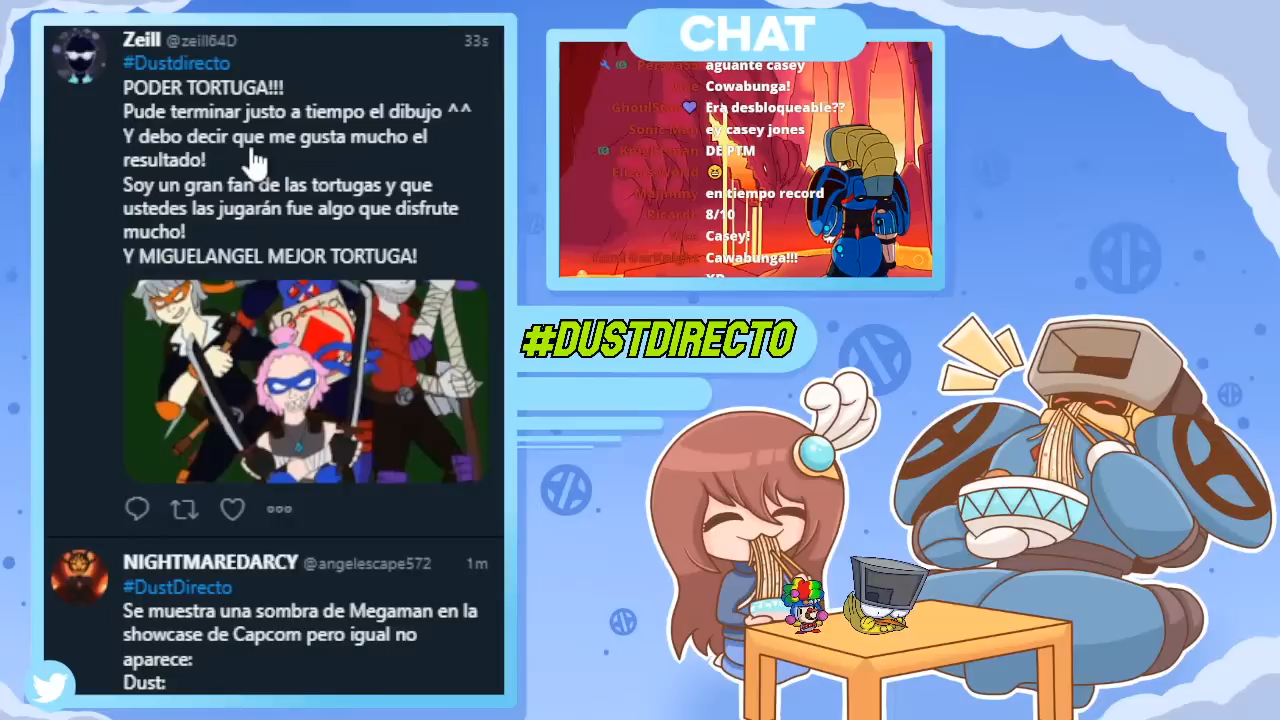 Zeill @zeill64D 33s
#Dustdirecto
PODER TORTUGA!!!
Pude terminar justo a tiempo el dibujo ^^
Y debo decir que me gusta mucho el
resultado!
Soy un gran fan de las tortugas y que
ustedes las jugarán fue algo que disfrute
mucho!
Y MIGUELANGEL MEJOR TORTUGA!
NIGHTMAREDARCY @angelescape572 1m
#DustDirecto
Se muestra una sombra de Megaman en la
showcase de Capcom pero igual no
aparece:
Dust:
CHAT
aguante casey
Cowabunga!
Era desbloqueable??
ey casey jones
DE PTM
en tiempo record
8/10
Casey!
Cawabunga!!!
#DUSTDIRECTO